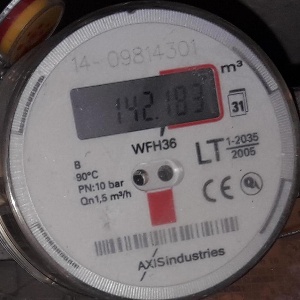 14-09814301
142.183 m³
31
WFH36
LT 1-2035
2005
B
90°C
PN:10 bar
Qn1,5 m³/h
CE
AXISindustries